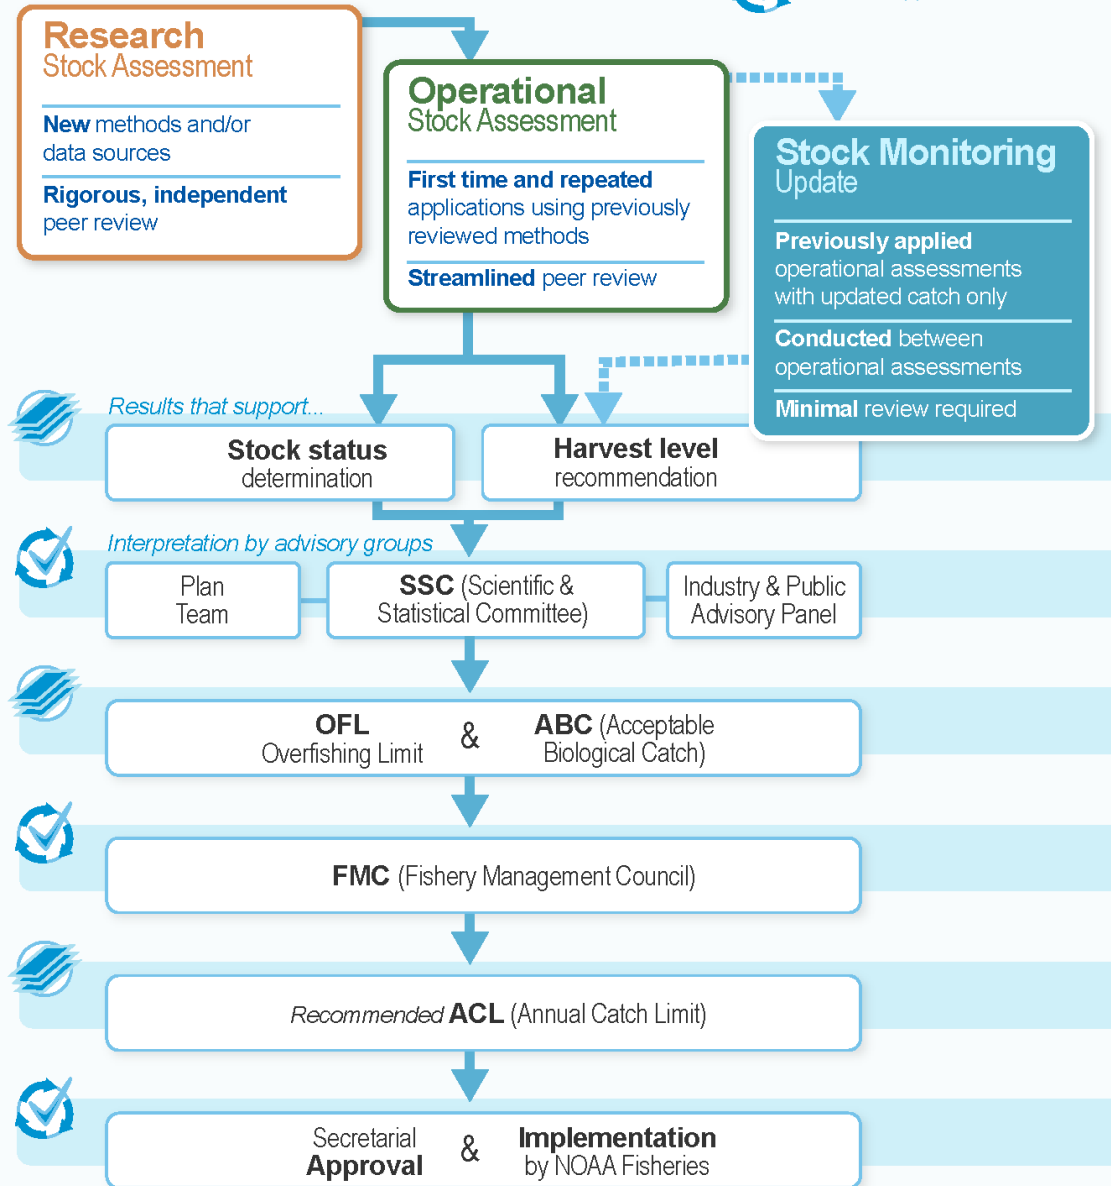 Research
Stock Assessment
New methods and/or
data sources
Rigorous, independent
peer review
Operational
Stock Assessment
First time and repeated
applications using previously
reviewed methods
Streamlined peer review
Stock Monitoring
Update
Previously applied
operational assessments
with updated catch only
Conducted between
operational assessments
Minimal review required
Results that support...
Stock status
determination
Harvest level
recommendation
Interpretation by advisory groups
Plan
Team
SSC (Scientific &
Statistical Committee)
Industry & Public
Advisory Panel
OFL
Overfishing Limit
&
ABC (Acceptable
Biological Catch)
FMC (Fishery Management Council)
Recommended ACL (Annual Catch Limit)
Secretarial
Approval
&
Implementation
by NOAA Fisheries